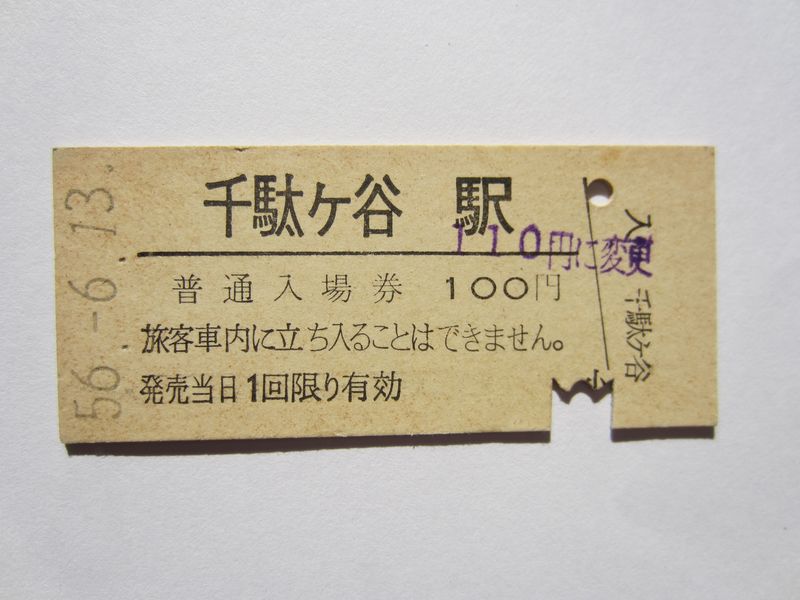 千駄ケ谷 駅
110円に変更
普通入場券 100円
旅客車内に立ち入ることはできません。
発売当日1回限り有効
56.-6.13.
千駄ケ谷